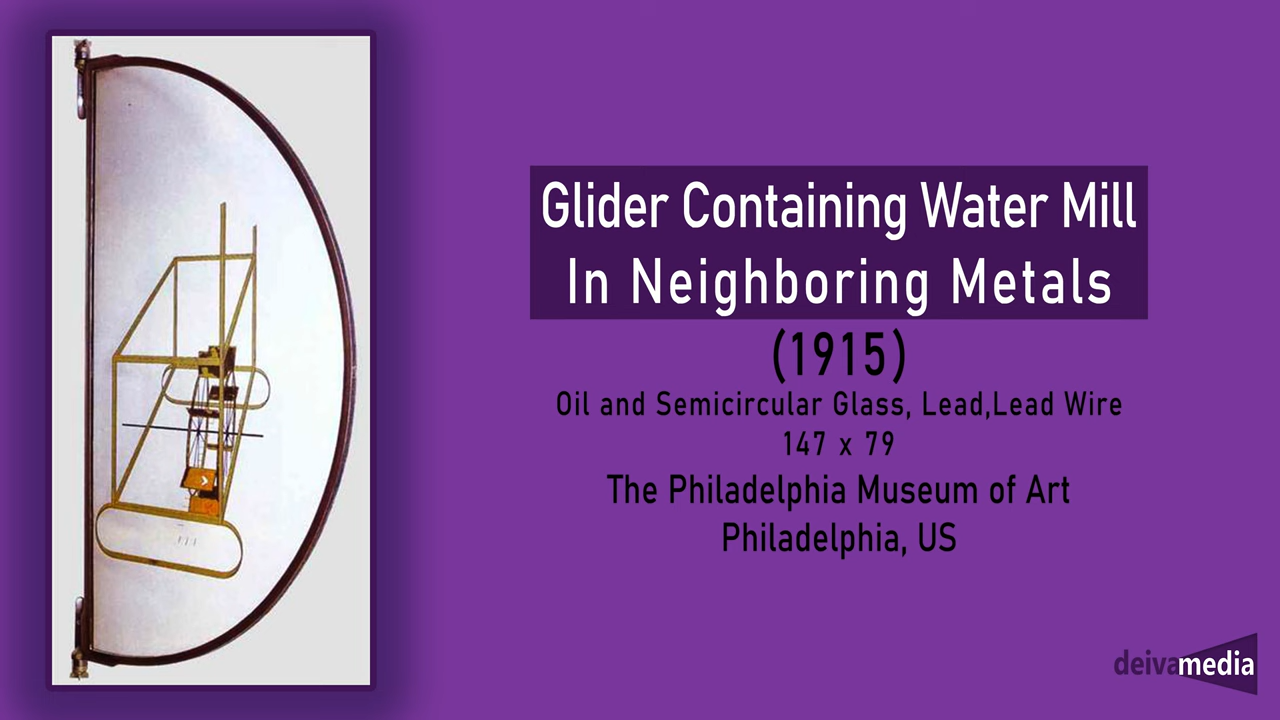 Glider Containing Water Mill
In Neighboring Metals
(1915)
Oil and Semicircular Glass, Lead,Lead Wire
147 x 79
The Philadelphia Museum of Art
Philadelphia, US
deivamedia